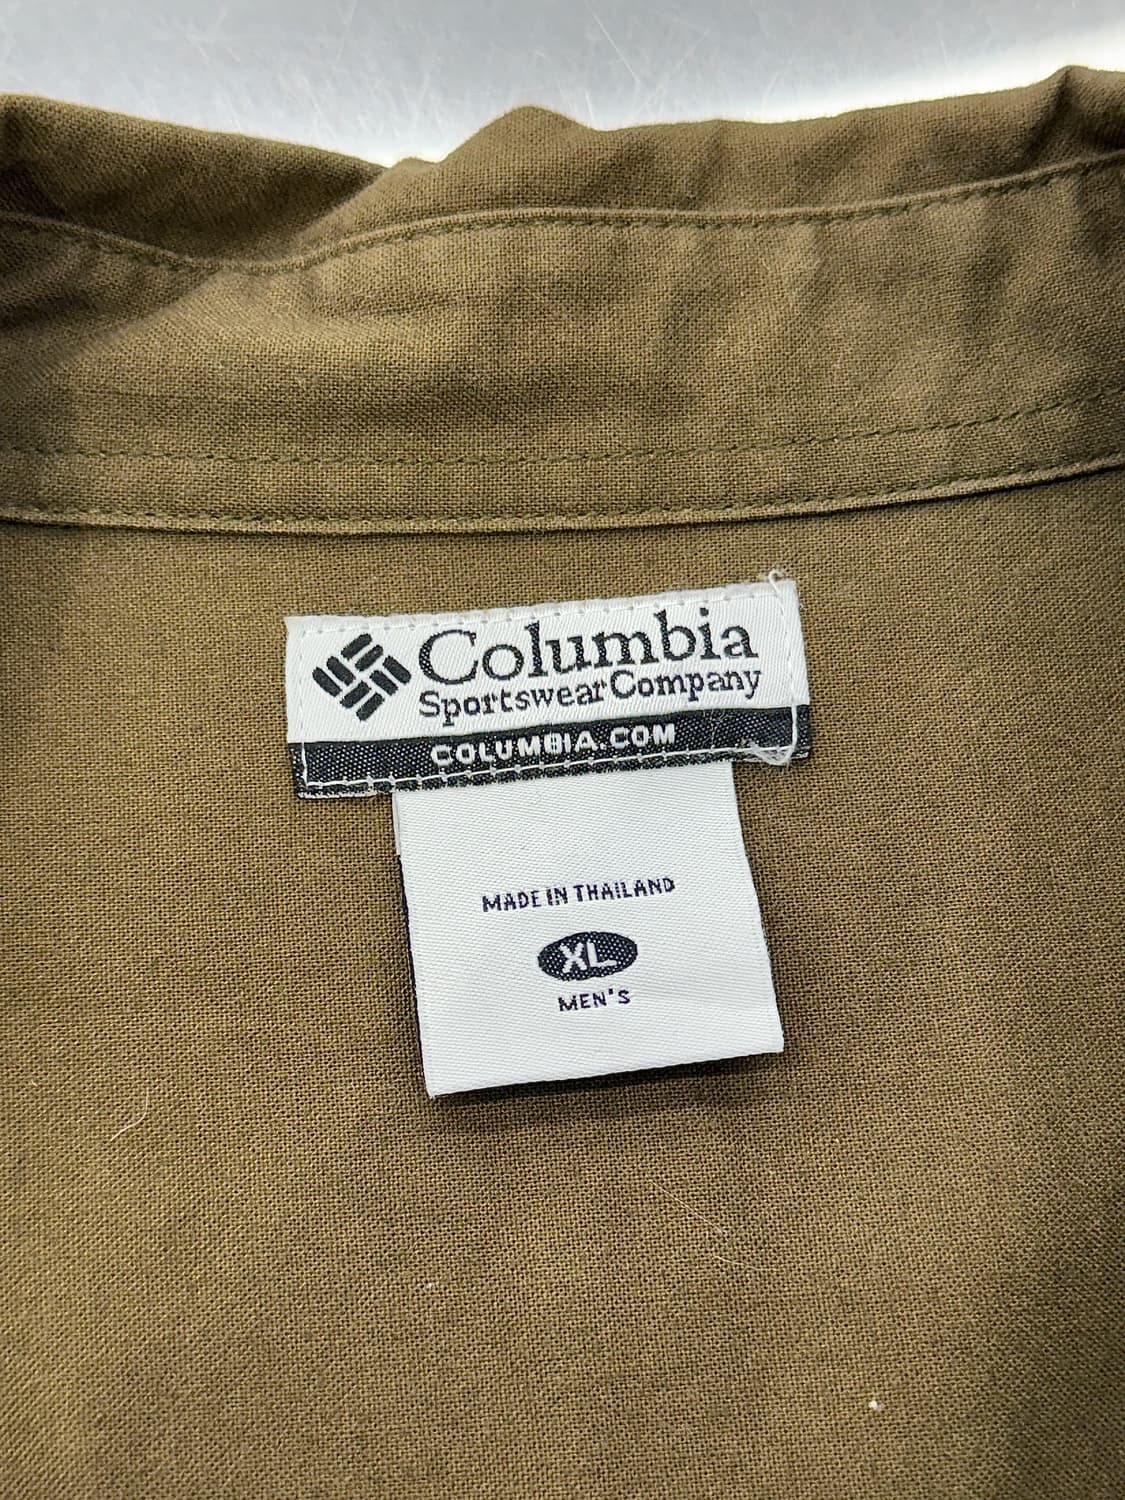 Columbia
Sportswear Company
COLUMBIA.COM
MADE IN THAILAND
XL
MEN'S